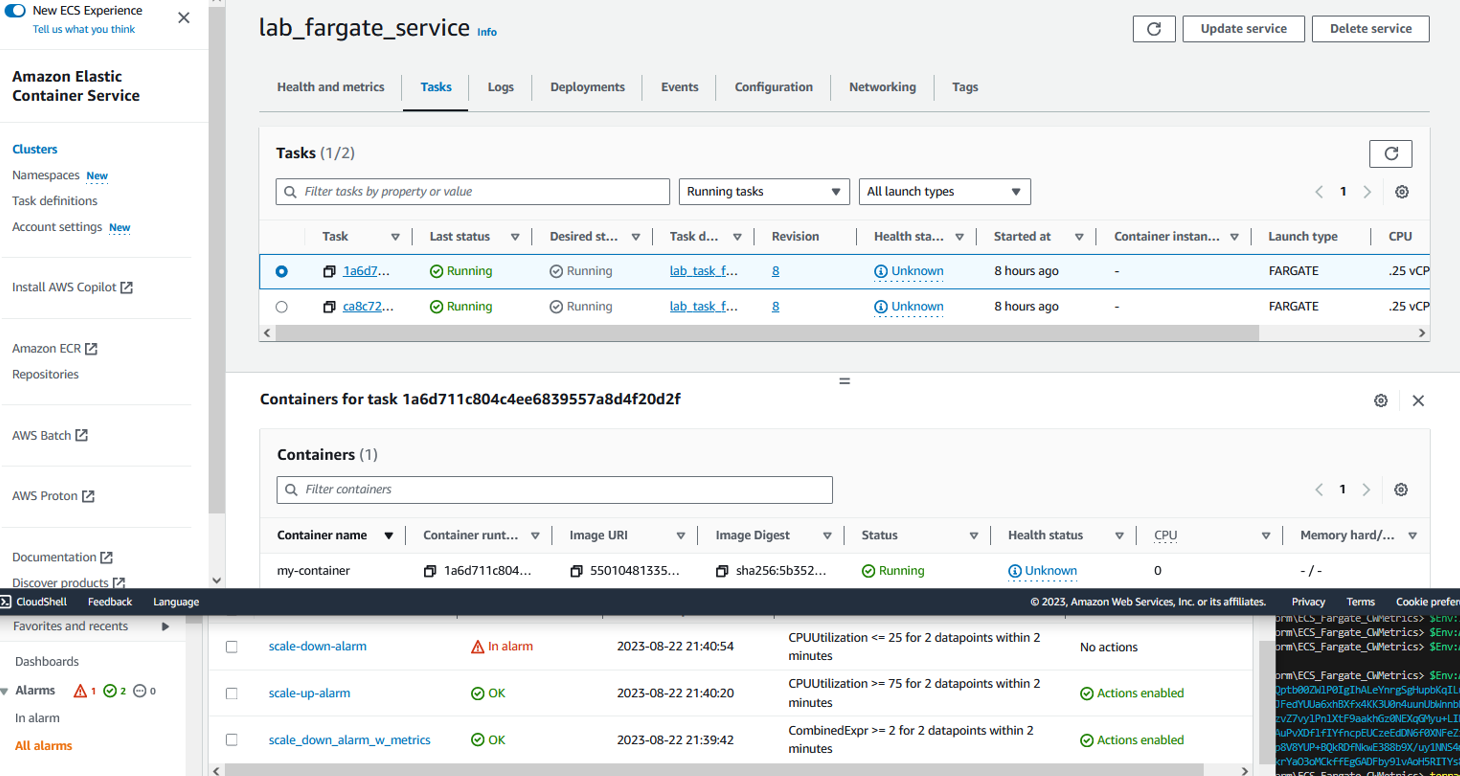 New ECS Experience
Tell us what you think
Amazon Elastic
Container Service
Clusters
Namespaces New
Task definitions
Account settings New
Install AWS Copilot
Amazon ECR
Repositories
AWS Batch
AWS Proton
Documentation
Discover products
lab_fargate_service Info
Update service
Delete service
Health and metrics
Tasks
Logs
Deployments
Events
Configuration
Networking
Tags
Tasks (1/2)
Filter tasks by property or value
Running tasks
All launch types
1
Task Last status Desired st... Task d... Revision Health sta... Started at Container instan... Launch type CPU
1a6d7... Running Running lab_task_f... 8 Unknown 8 hours ago - FARGATE .25 vCP
ca8c72... Running Running lab_task_f... 8 Unknown 8 hours ago - FARGATE .25 vCP
Containers for task 1a6d711c804c4ee6839557a8d4f20d2f
Containers (1)
Filter containers
1
Container name Container runt... Image URI Image Digest Status Health status CPU Memory hard/...
my-container 1a6d711c804... 55010481335... sha256:5b352... Running Unknown 0 - / -
CloudShell Feedback Language © 2023, Amazon Web Services, Inc. or its affiliates. Privacy Terms Cookie prefer
Favorites and recents
Dashboards
Alarms 1 2 0
In alarm
All alarms
scale-down-alarm In alarm 2023-08-22 21:40:54 CPUUtilization <= 25 for 2 datapoints within 2
minutes No actions
scale-up-alarm OK 2023-08-22 21:40:20 CPUUtilization >= 75 for 2 datapoints within 2
minutes Actions enabled
scale_down_alarm_w_metrics OK 2023-08-22 21:39:42 CombinedExpr >= 2 for 2 datapoints within 2
minutes Actions enabled
orm\ECS_Fargate_CWMetrics> $Env:
orm\ECS_Fargate_CWMetrics> $Env:
orm\ECS_Fargate_CWMetrics> $Env:
orm\ECS_Fargate_CWMetrics> $Env: